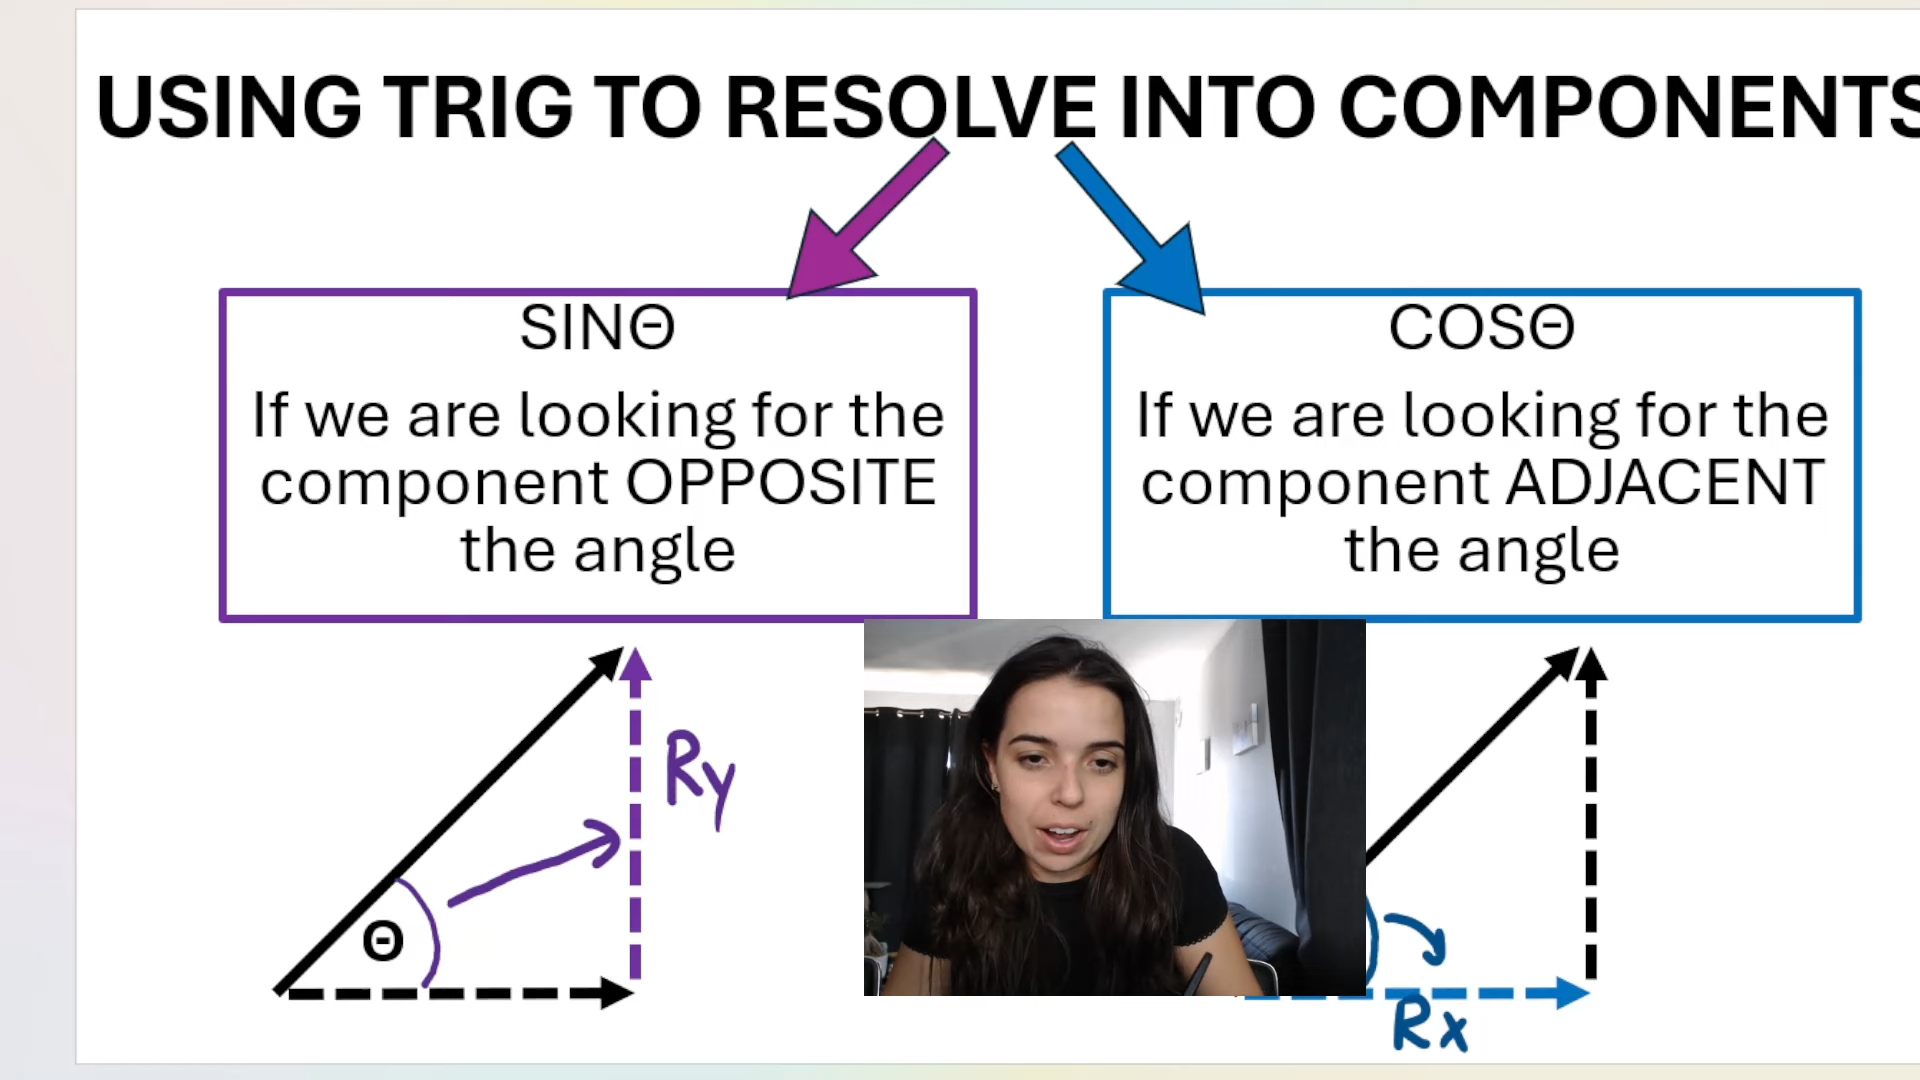 USING TRIG TO RESOLVE INTO COMPONENTS
SINΘ
If we are looking for the
component OPPOSITE
the angle
COSΘ
If we are looking for the
component ADJACENT
the angle
Ry
Θ
Rx